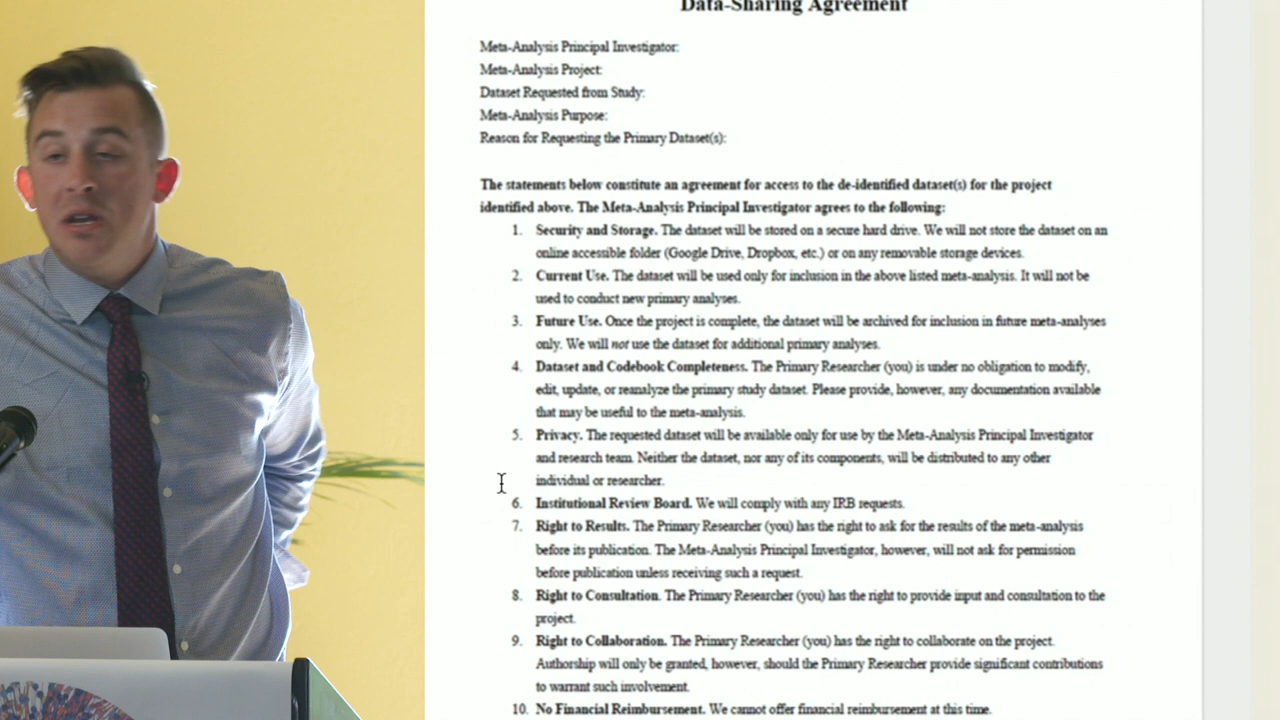 Data-Sharing Agreement
Meta-Analysis Principal Investigator:
Meta-Analysis Project:
Dataset Requested from Study:
Meta-Analysis Purpose:
Reason for Requesting the Primary Dataset(s):
The statements below constitute an agreement for access to the de-identified dataset(s) for the project
identified above. The Meta-Analysis Principal Investigator agrees to the following:
1. Security and Storage. The dataset will be stored on a secure hard drive. We will not store the dataset on an
online accessible folder (Google Drive, Dropbox, etc.) or on any removable storage devices.
2. Current Use. The dataset will be used only for inclusion in the above listed meta-analysis. It will not be
used to conduct new primary analyses.
3. Future Use. Once the project is complete, the dataset will be archived for inclusion in future meta-analyses
only. We will not use the dataset for additional primary analyses.
4. Dataset and Codebook Completeness. The Primary Researcher (you) is under no obligation to modify,
edit, update, or reanalyze the primary study dataset. Please provide, however, any documentation available
that may be useful to the meta-analysis.
5. Privacy. The requested dataset will be available only for use by the Meta-Analysis Principal Investigator
and research team. Neither the dataset, nor any of its components, will be distributed to any other
individual or researcher.
6. Institutional Review Board. We will comply with any IRB requests.
7. Right to Results. The Primary Researcher (you) has the right to ask for the results of the meta-analysis
before its publication. The Meta-Analysis Principal Investigator, however, will not ask for permission
before publication unless receiving such a request.
8. Right to Consultation. The Primary Researcher (you) has the right to provide input and consultation to the
project.
9. Right to Collaboration. The Primary Researcher (you) has the right to collaborate on the project.
Authorship will only be granted, however, should the Primary Researcher provide significant contributions
to warrant such involvement.
10. No Financial Reimbursement. We cannot offer financial reimbursement at this time.